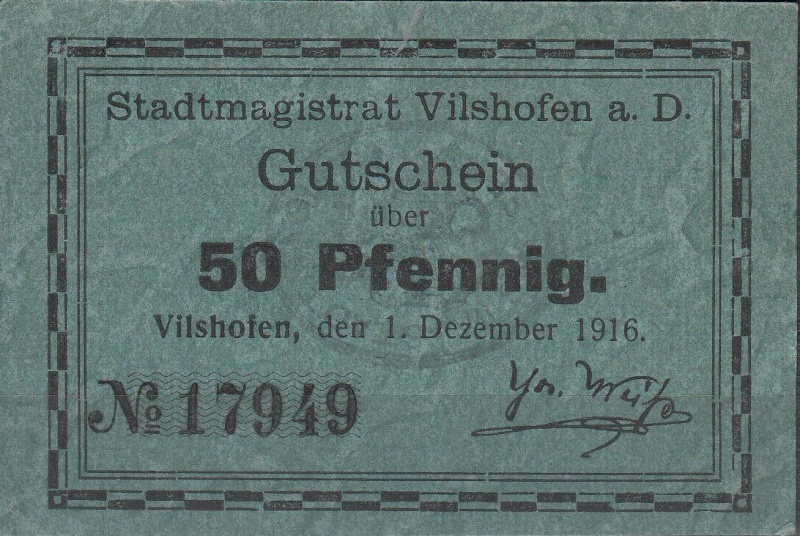 Stadtmagistrat Vilshofen a. D.
Gutschein
über
50 Pfennig.
Vilshofen, den 1. Dezember 1916.
No 17949